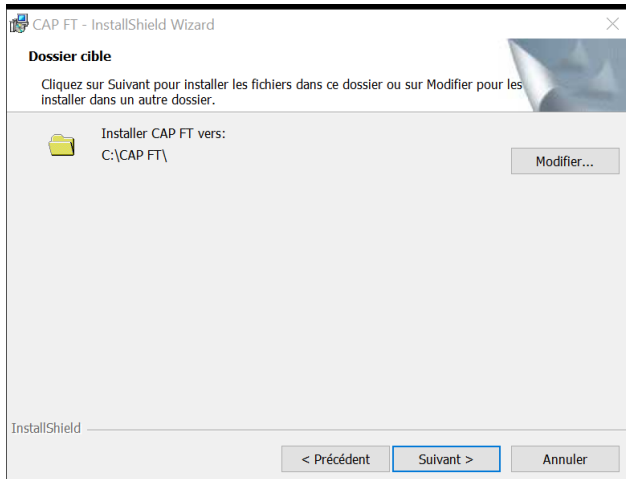 CAP FT - InstallShield Wizard
Dossier cible
Cliquez sur Suivant pour installer les fichiers dans ce dossier ou sur Modifier pour les
installer dans un autre dossier.
Installer CAP FT vers:
C:\CAP FT\
Modifier...
InstallShield
< Précédent
Suivant >
Annuler